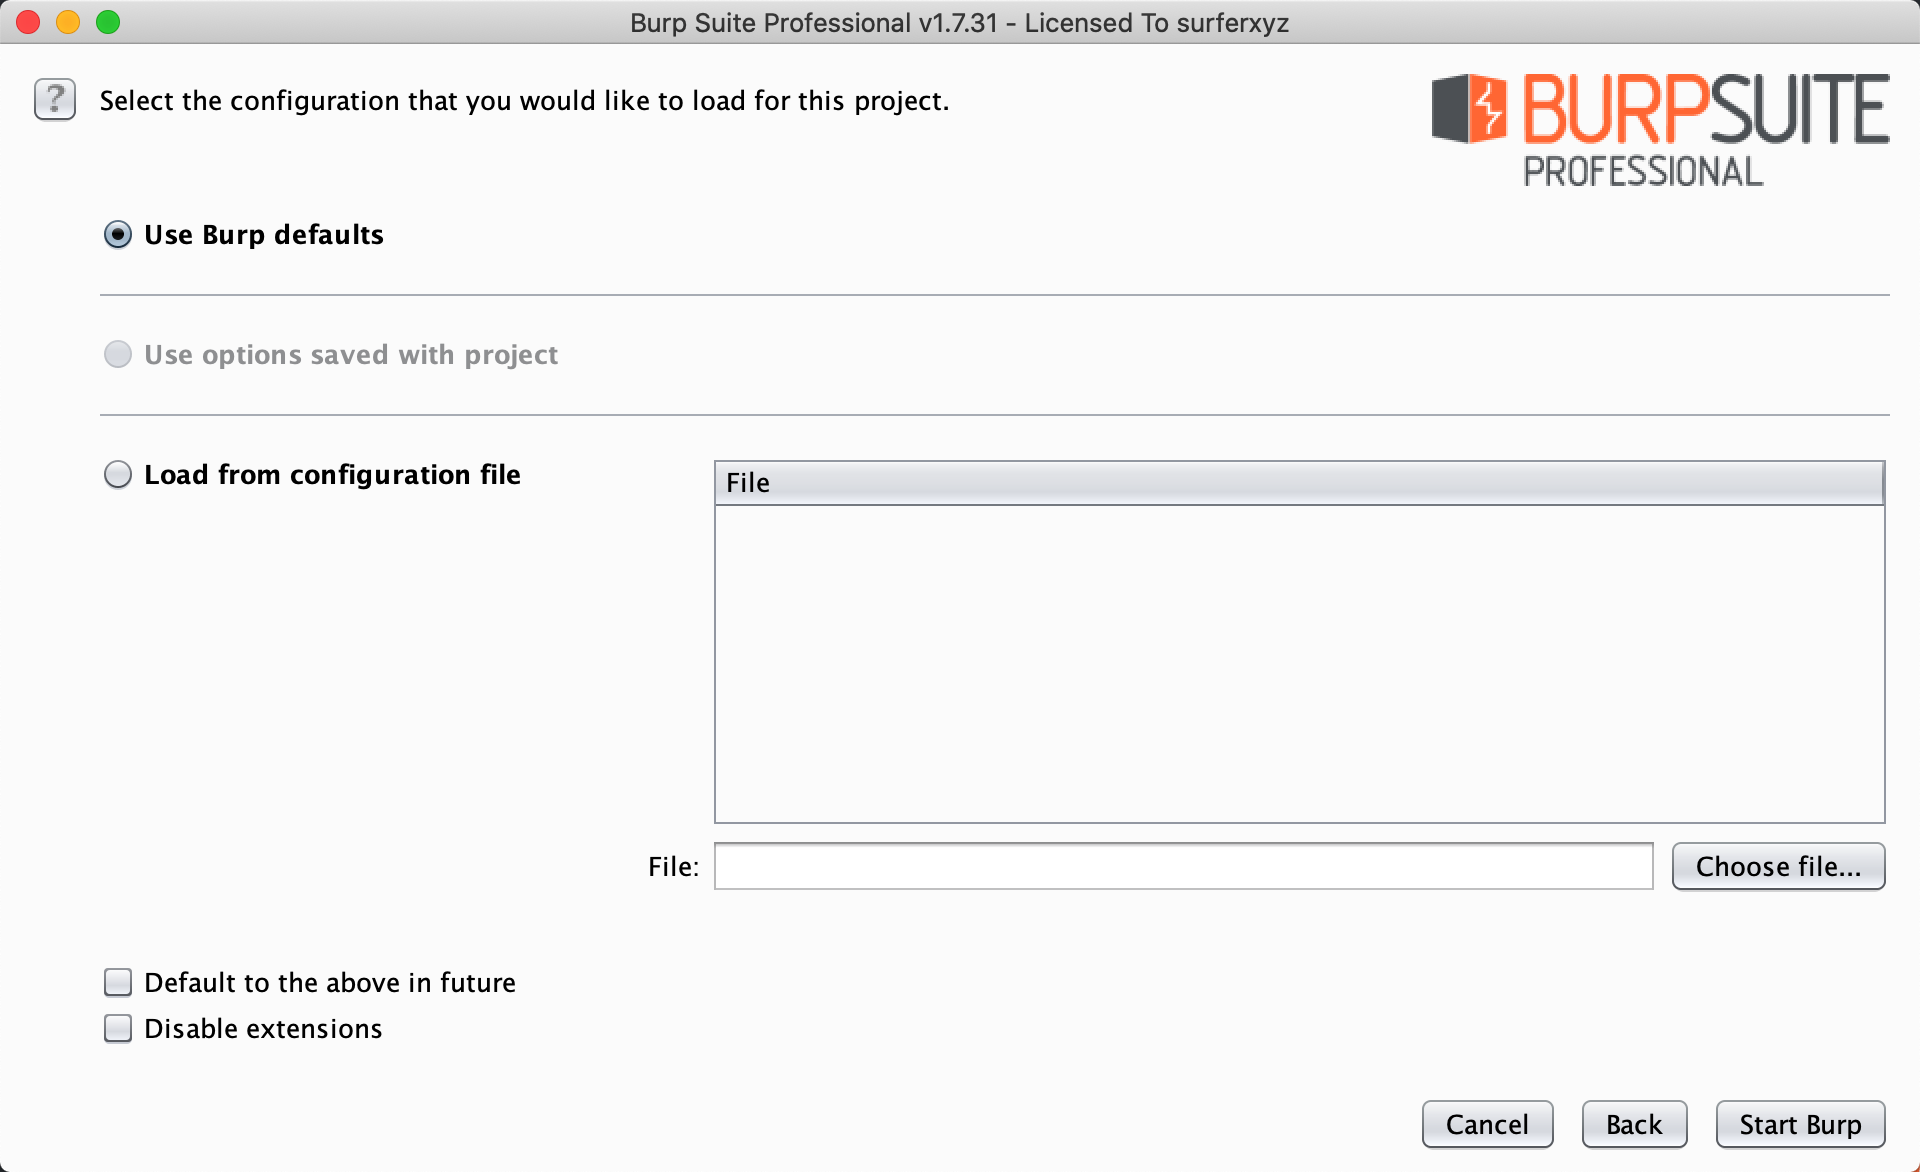 Burp Suite Professional v1.7.31 - Licensed To surferxyz
?
Select the configuration that you would like to load for this project.
BURPSUITE
PROFESSIONAL
Use Burp defaults
Use options saved with project
Load from configuration file
File
File:
Choose file...
Default to the above in future
Disable extensions
Cancel
Back
Start Burp